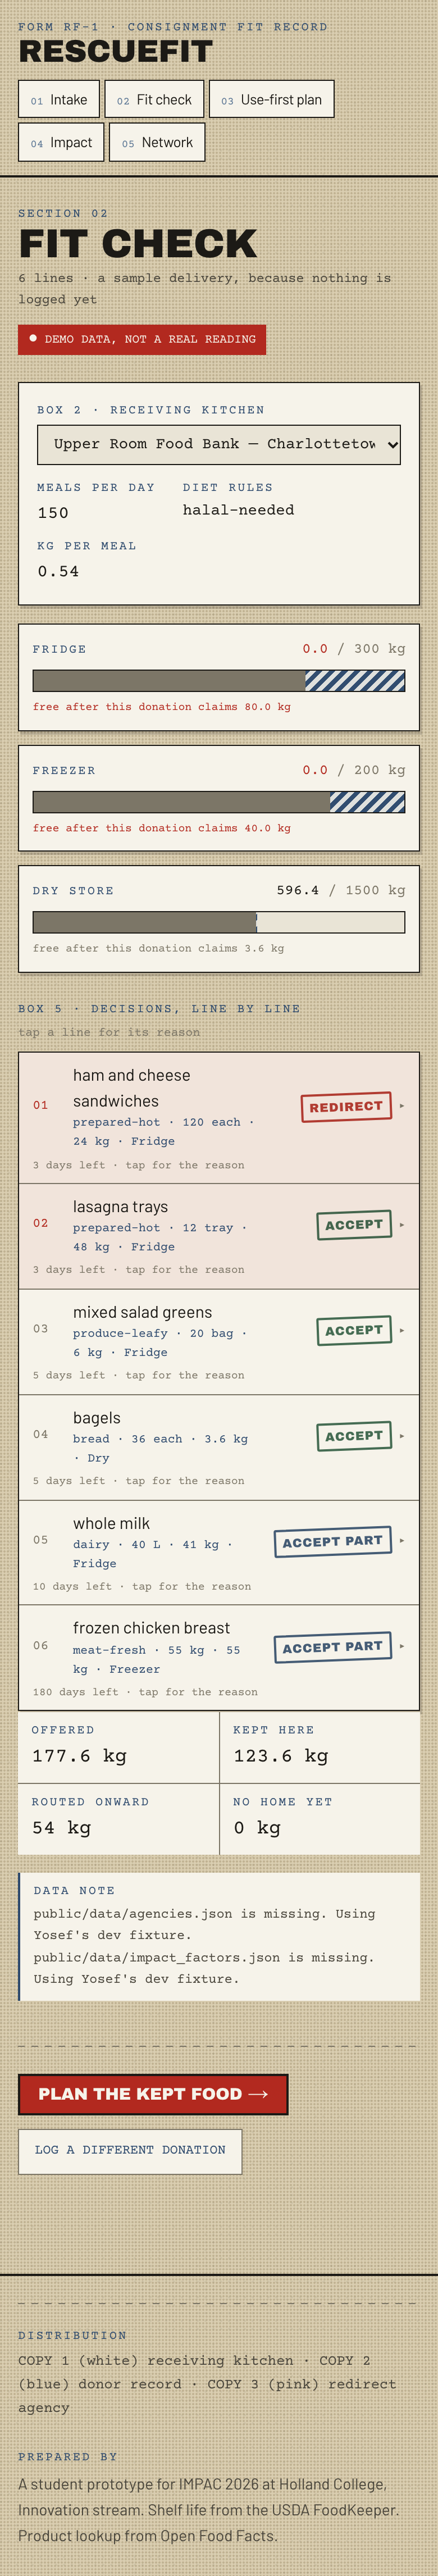 FORM RF-1 · CONSIGNMENT FIT RECORD
RESCUEFIT
01 Intake
02 Fit check
03 Use-first plan
04 Impact
05 Network
SECTION 02
FIT CHECK
6 lines · a sample delivery, because nothing is
logged yet
DEMO DATA, NOT A REAL READING
BOX 2 · RECEIVING KITCHEN
Upper Room Food Bank — Charlottetow
MEALS PER DAY
150
DIET RULES
halal-needed
KG PER MEAL
0.54
FRIDGE
0.0 / 300 kg
free after this donation claims 80.0 kg
FREEZER
0.0 / 200 kg
free after this donation claims 40.0 kg
DRY STORE
596.4 / 1500 kg
free after this donation claims 3.6 kg
BOX 5 · DECISIONS, LINE BY LINE
tap a line for its reason
01
ham and cheese
sandwiches
prepared-hot · 120 each ·
24 kg · Fridge
REDIRECT ▸
3 days left · tap for the reason
02
lasagna trays
prepared-hot · 12 tray ·
48 kg · Fridge
ACCEPT ▸
3 days left · tap for the reason
03
mixed salad greens
produce-leafy · 20 bag ·
6 kg · Fridge
ACCEPT ▸
5 days left · tap for the reason
04
bagels
bread · 36 each · 3.6 kg
· Dry
ACCEPT ▸
5 days left · tap for the reason
05
whole milk
dairy · 40 L · 41 kg ·
Fridge
ACCEPT PART ▸
10 days left · tap for the reason
06
frozen chicken breast
meat-fresh · 55 kg · 55
kg · Freezer
ACCEPT PART ▸
180 days left · tap for the reason
OFFERED
177.6 kg
KEPT HERE
123.6 kg
ROUTED ONWARD
54 kg
NO HOME YET
0 kg
DATA NOTE
public/data/agencies.json is missing. Using
Yosef's dev fixture.
public/data/impact_factors.json is missing.
Using Yosef's dev fixture.
PLAN THE KEPT FOOD →
LOG A DIFFERENT DONATION
DISTRIBUTION
COPY 1 (white) receiving kitchen · COPY 2
(blue) donor record · COPY 3 (pink) redirect
agency
PREPARED BY
A student prototype for IMPAC 2026 at Holland College,
Innovation stream. Shelf life from the USDA FoodKeeper.
Product lookup from Open Food Facts.